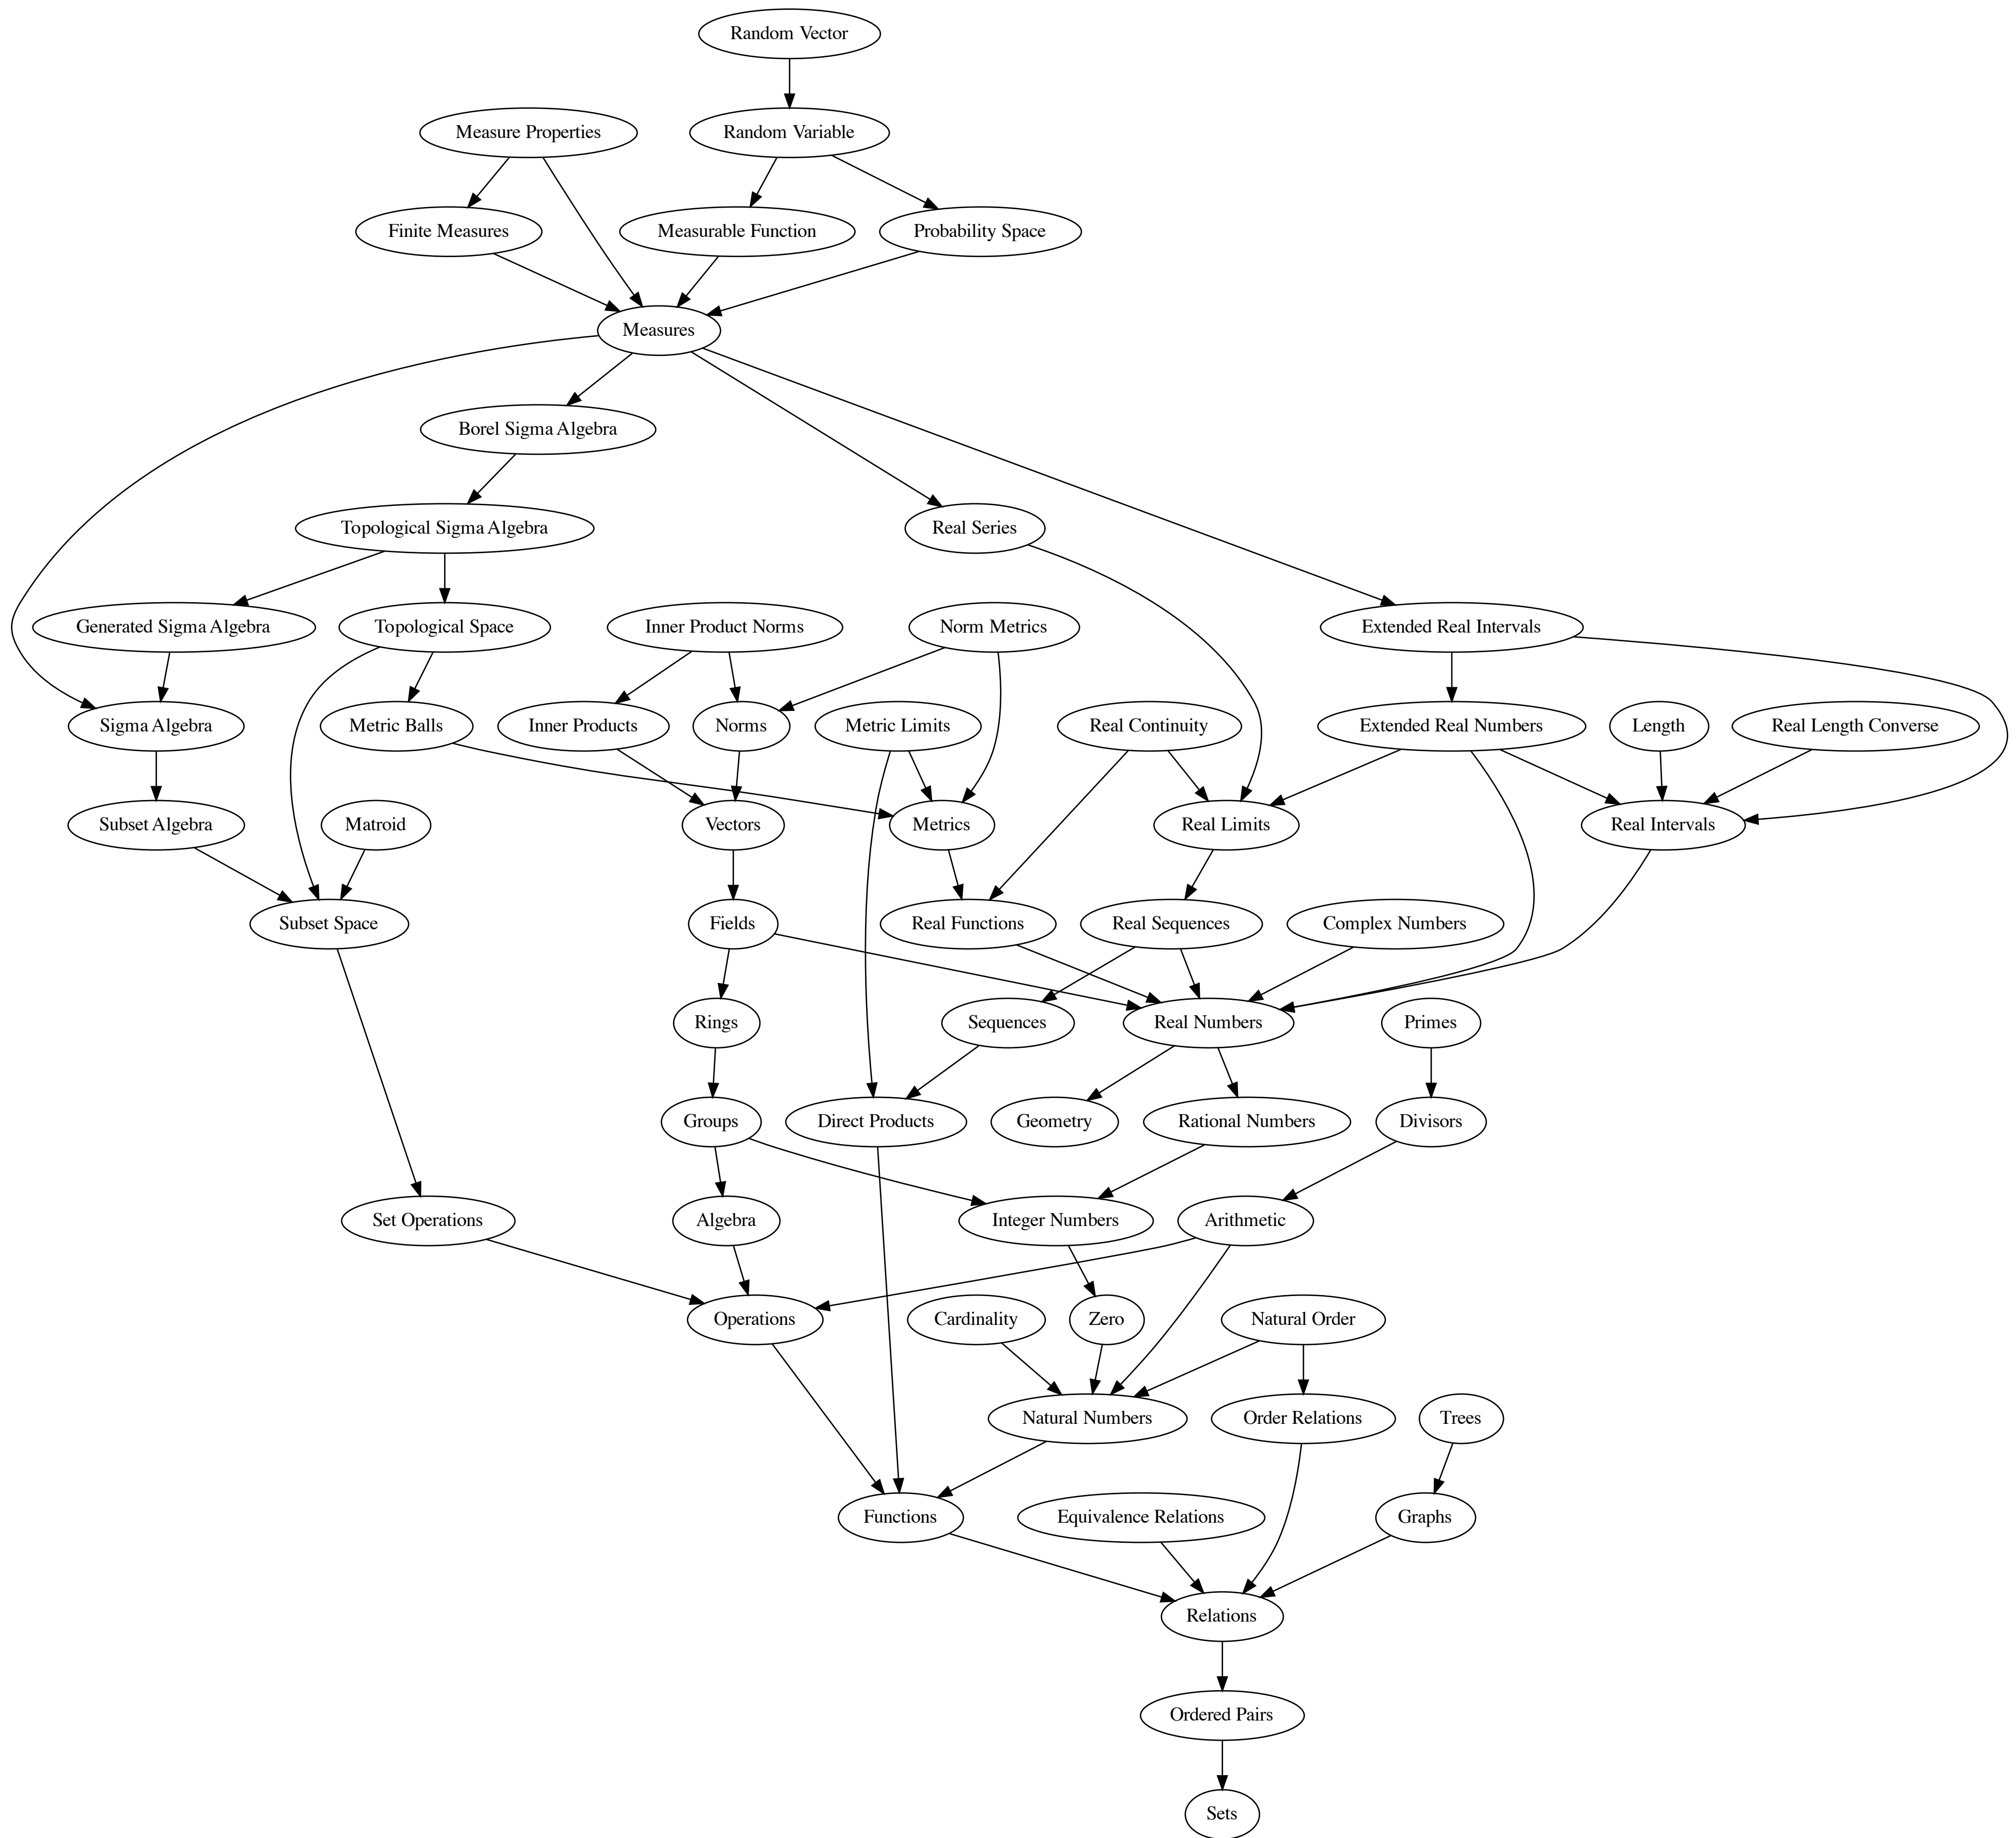 Random Vector
Measure Properties
Random Variable
Finite Measures
Measurable Function
Probability Space
Measures
Borel Sigma Algebra
Topological Sigma Algebra
Real Series
Generated Sigma Algebra
Topological Space
Inner Product Norms
Norm Metrics
Extended Real Intervals
Sigma Algebra
Metric Balls
Inner Products
Norms
Metric Limits
Real Continuity
Extended Real Numbers
Length
Real Length Converse
Subset Algebra
Matroid
Vectors
Metrics
Real Limits
Real Intervals
Subset Space
Fields
Real Functions
Real Sequences
Complex Numbers
Rings
Sequences
Real Numbers
Primes
Groups
Direct Products
Geometry
Rational Numbers
Divisors
Set Operations
Algebra
Integer Numbers
Arithmetic
Operations
Cardinality
Zero
Natural Order
Natural Numbers
Order Relations
Trees
Functions
Equivalence Relations
Graphs
Relations
Ordered Pairs
Sets